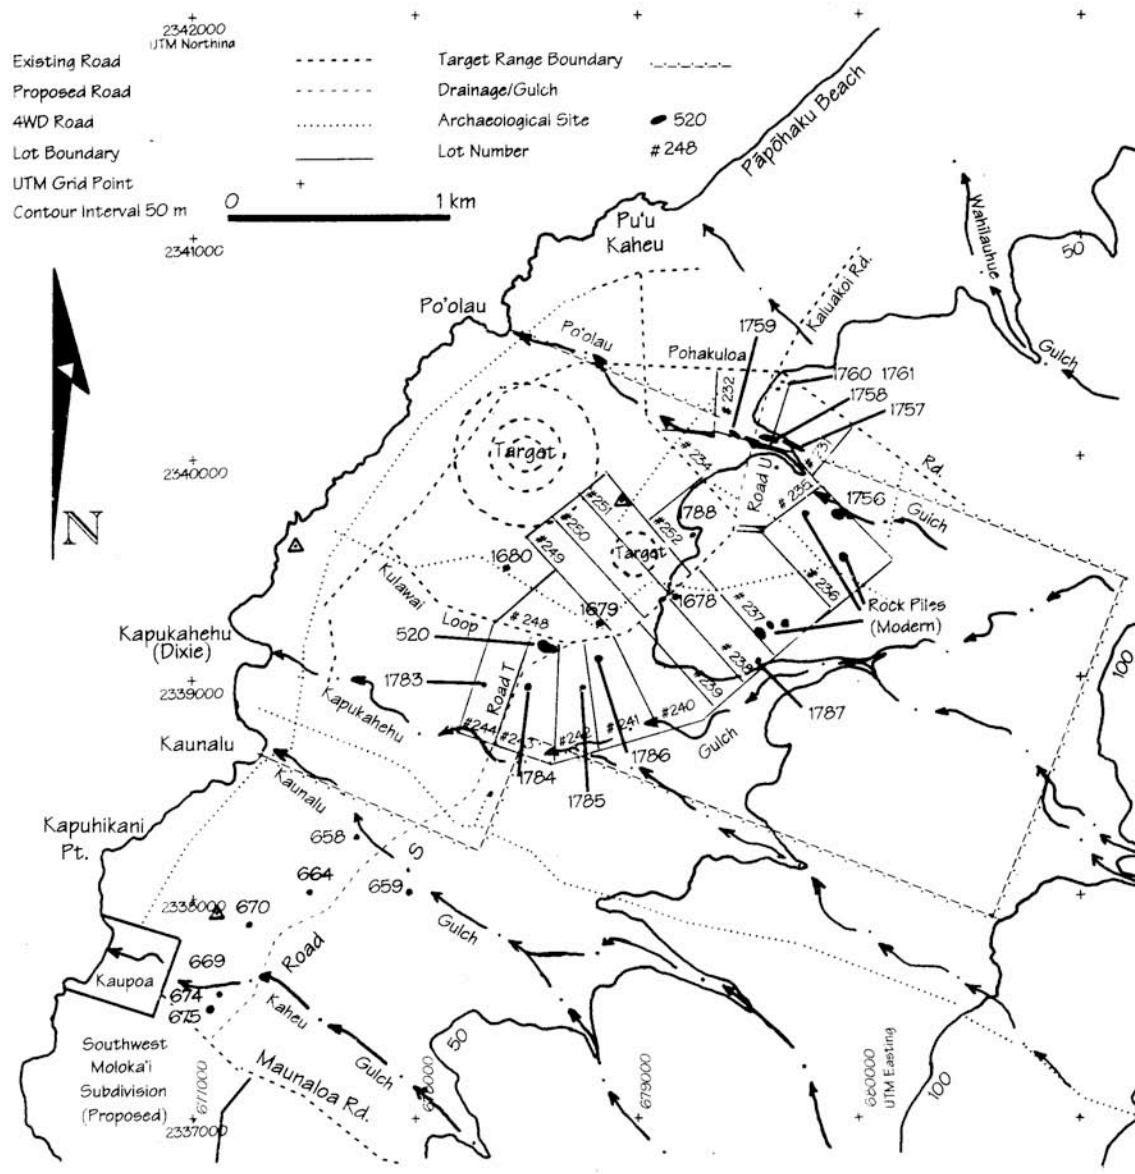 2342000
UTM Northina
Existing Road
Proposed Road
4WD Road
Lot Boundary
UTM Grid Point
Contour Interval 50 m
Target Range Boundary
Drainage/Gulch
Archaeological Site
520
Lot Number
#248
0
1 km
Pāpōhaku Beach
Pu'u
Kaheu
2341000
Wahilauhue
50
Gulch
Kaluakoi Rd.
Po'olau
Po'olau
1759
Pohakuloa
1760 1761
1758
1757
#232
#231
Target
#234
Road U
Rd.
2340000
N
#235
1756
Gulch
#251
#250
#249
#252
1788
Target
1680
Kulawai
Loop
#248
1679
1678
#236
#237
Rock Piles
(Modern)
Kapukahehu
(Dixie)
520
#238
#239
100
2339000
1783
Road T
Kapukahehu
#240
#241
#242
#243
#244
Gulch
1787
Kaunalu
Kaunalu
1784
1785
1786
Kapuhikani
Pt.
658
S
664
659
2338000
670
Gulch
Road
669
Kaupoa
674
675
Kaheu
Southwest
Moloka'i
Subdivision
(Proposed)
Maunaloa Rd.
Gulch
50
100
671000
679000
680000
UTM Easting
2337000